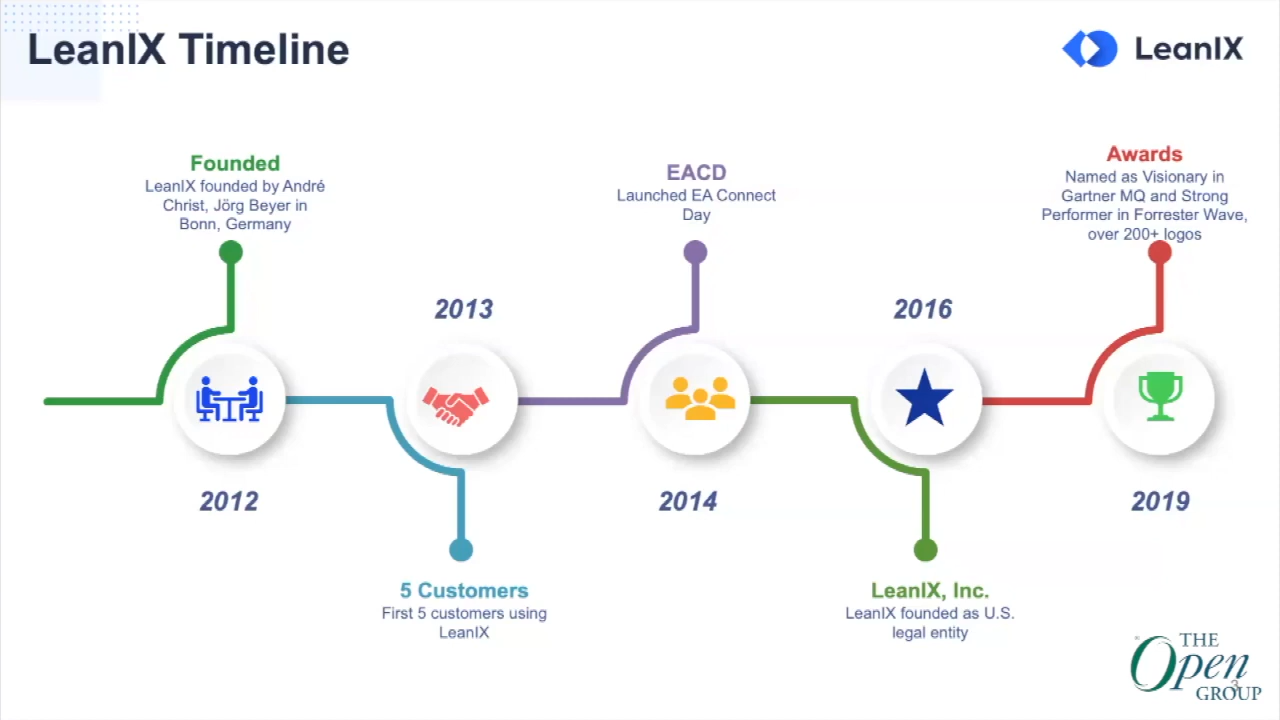 LeanIX Timeline
LeanIX
Founded
LeanIX founded by André
Christ, Jörg Beyer in
Bonn, Germany
2012
2013
5 Customers
First 5 customers using
LeanIX
EACD
Launched EA Connect
Day
2014
2016
LeanIX, Inc.
LeanIX founded as U.S.
legal entity
Awards
Named as Visionary in
Gartner MQ and Strong
Performer in Forrester Wave,
over 200+ logos
2019
THE
Open
GROUP
3